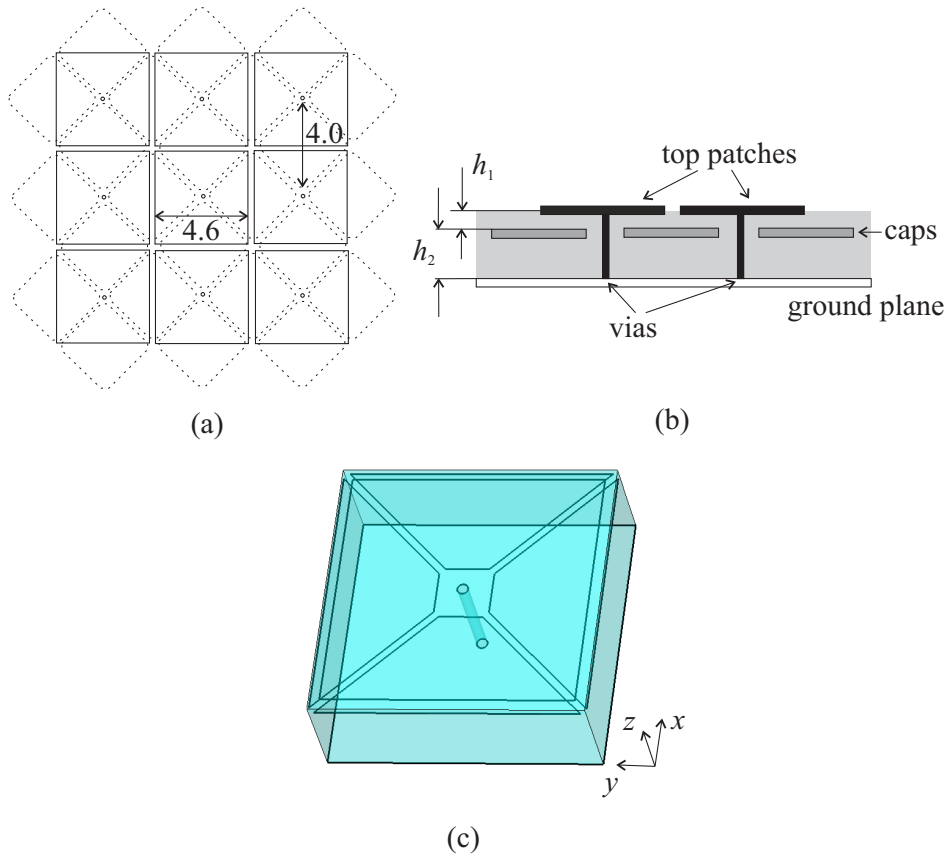 4.0
4.6
(a)
h1
h2
top patches
caps
ground plane
vias
(b)
z
x
y
(c)